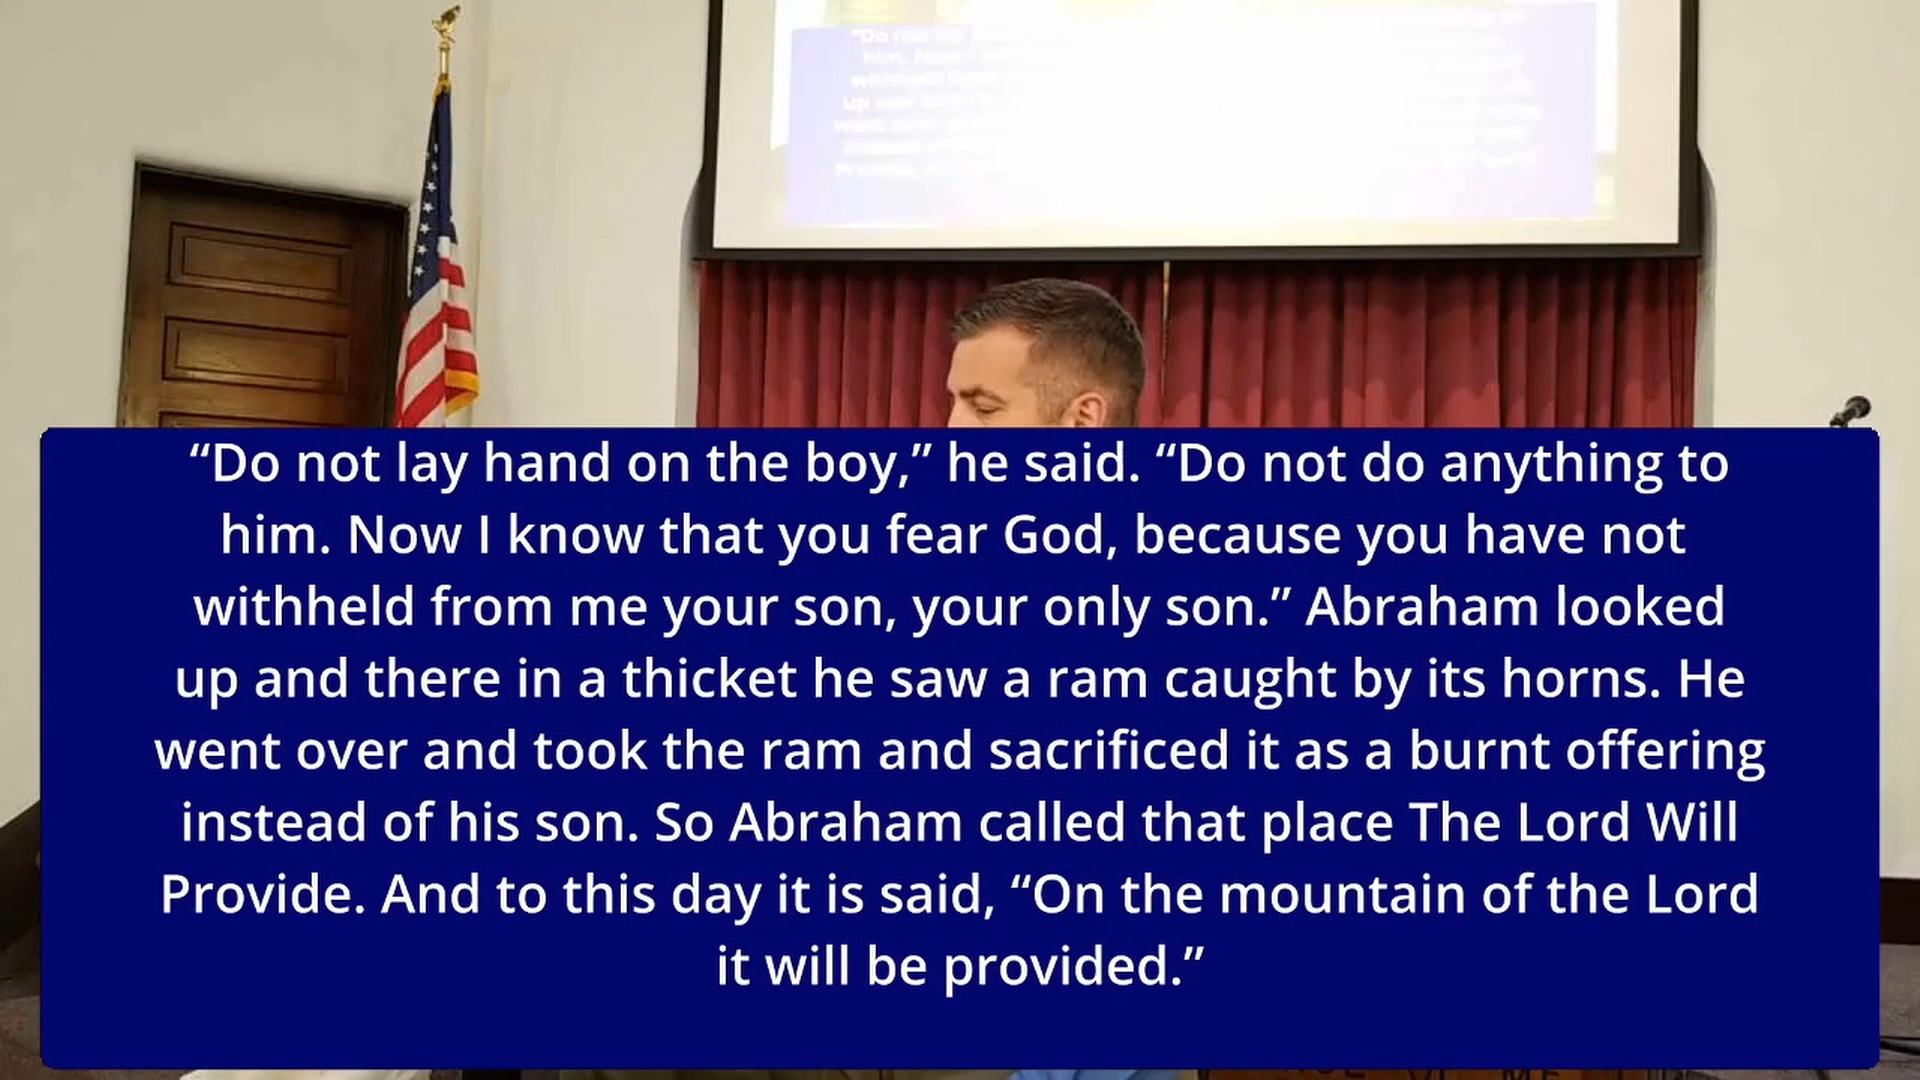 “Do not lay hand on the boy,” he said. “Do not do anything to
him. Now I know that you fear God, because you have not
withheld from me your son, your only son.” Abraham looked
up and there in a thicket he saw a ram caught by its horns. He
went over and took the ram and sacrificed it as a burnt offering
instead of his son. So Abraham called that place The Lord Will
Provide. And to this day it is said, “On the mountain of the Lord
it will be provided.”